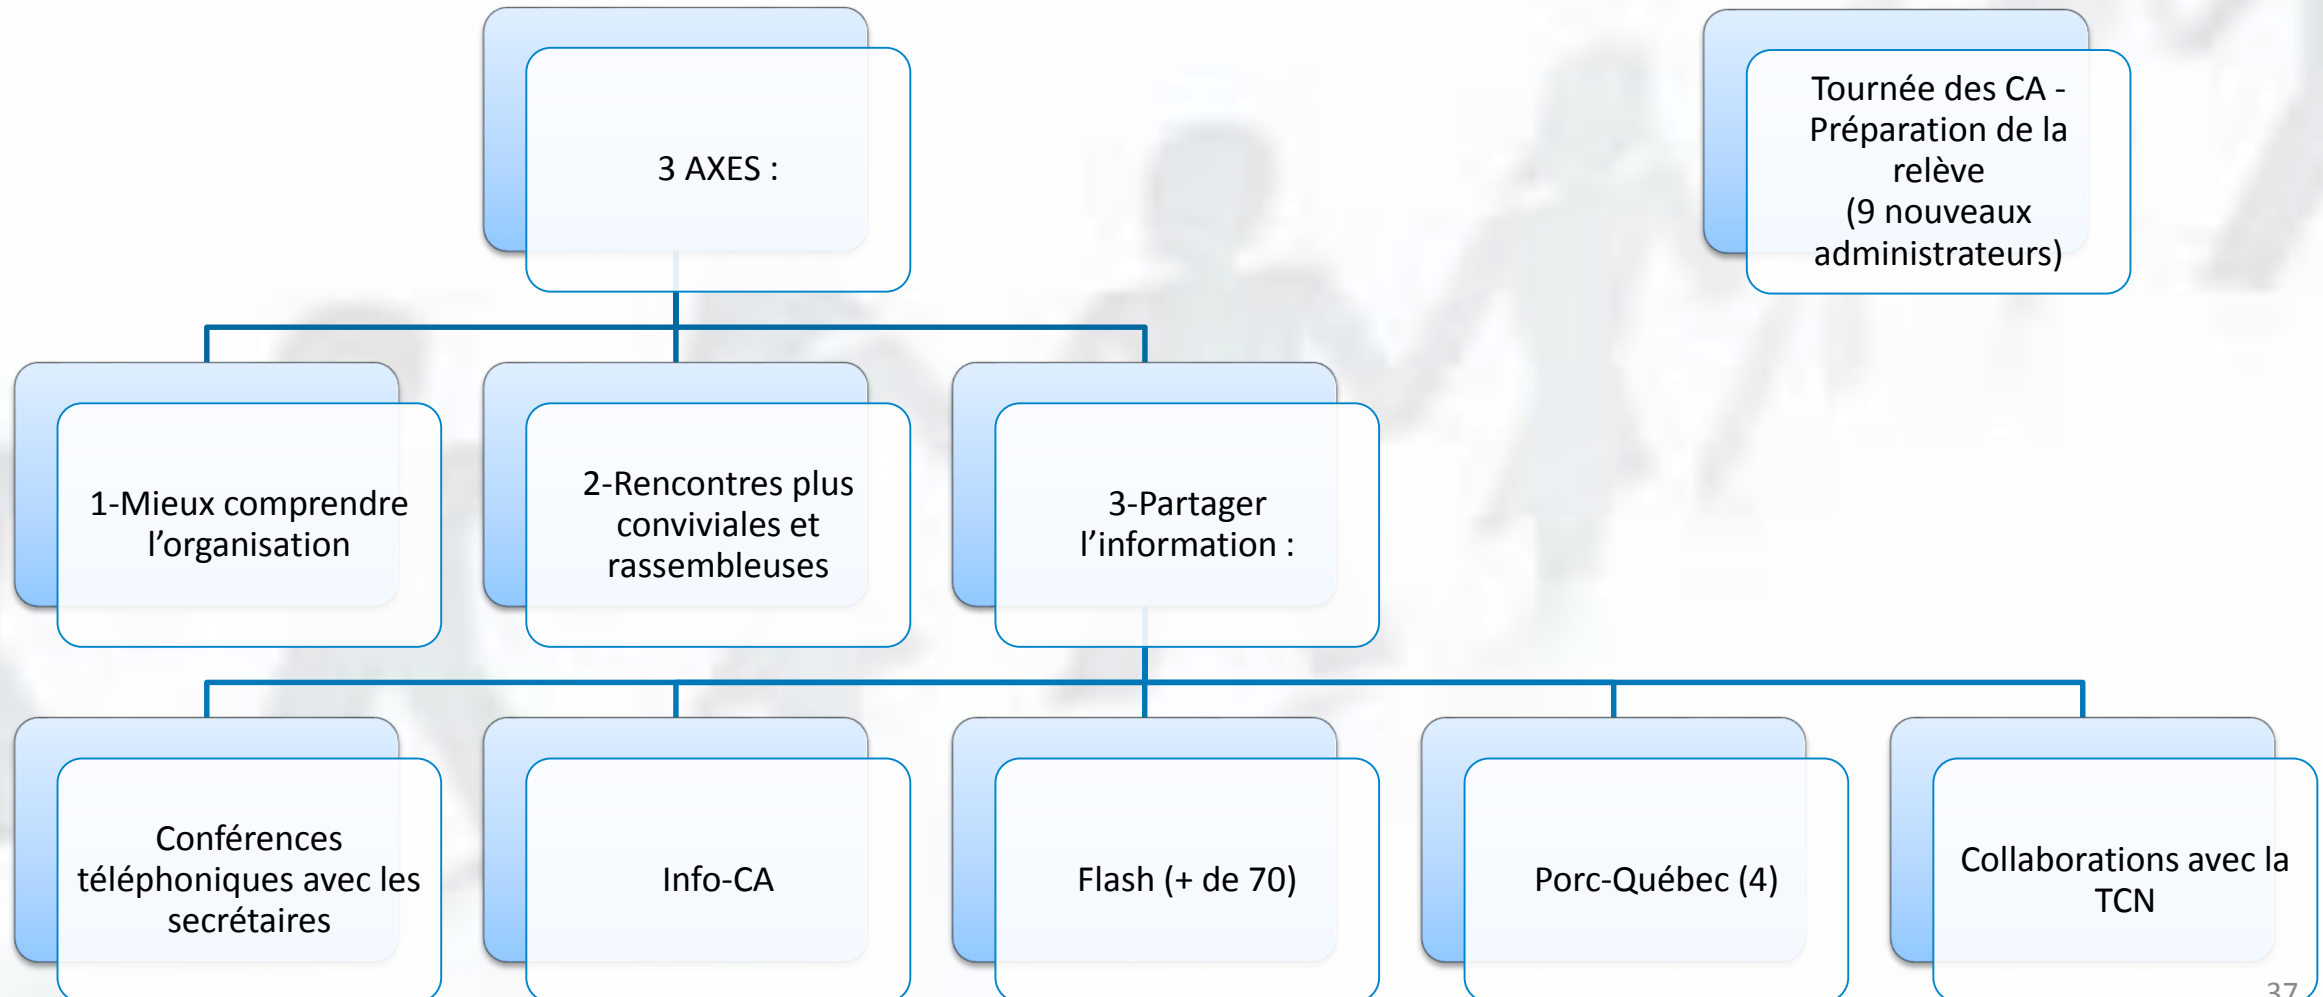 3 AXES :
Tournée des CA -
Préparation de la
relève
(9 nouveaux
administrateurs)
1-Mieux comprendre
l’organisation
2-Rencontres plus
conviviales et
rassembleuses
3-Partager
l’information :
Conférences
téléphoniques avec les
secrétaires
Info-CA
Flash (+ de 70)
Porc-Québec (4)
Collaborations avec la
TCN
37